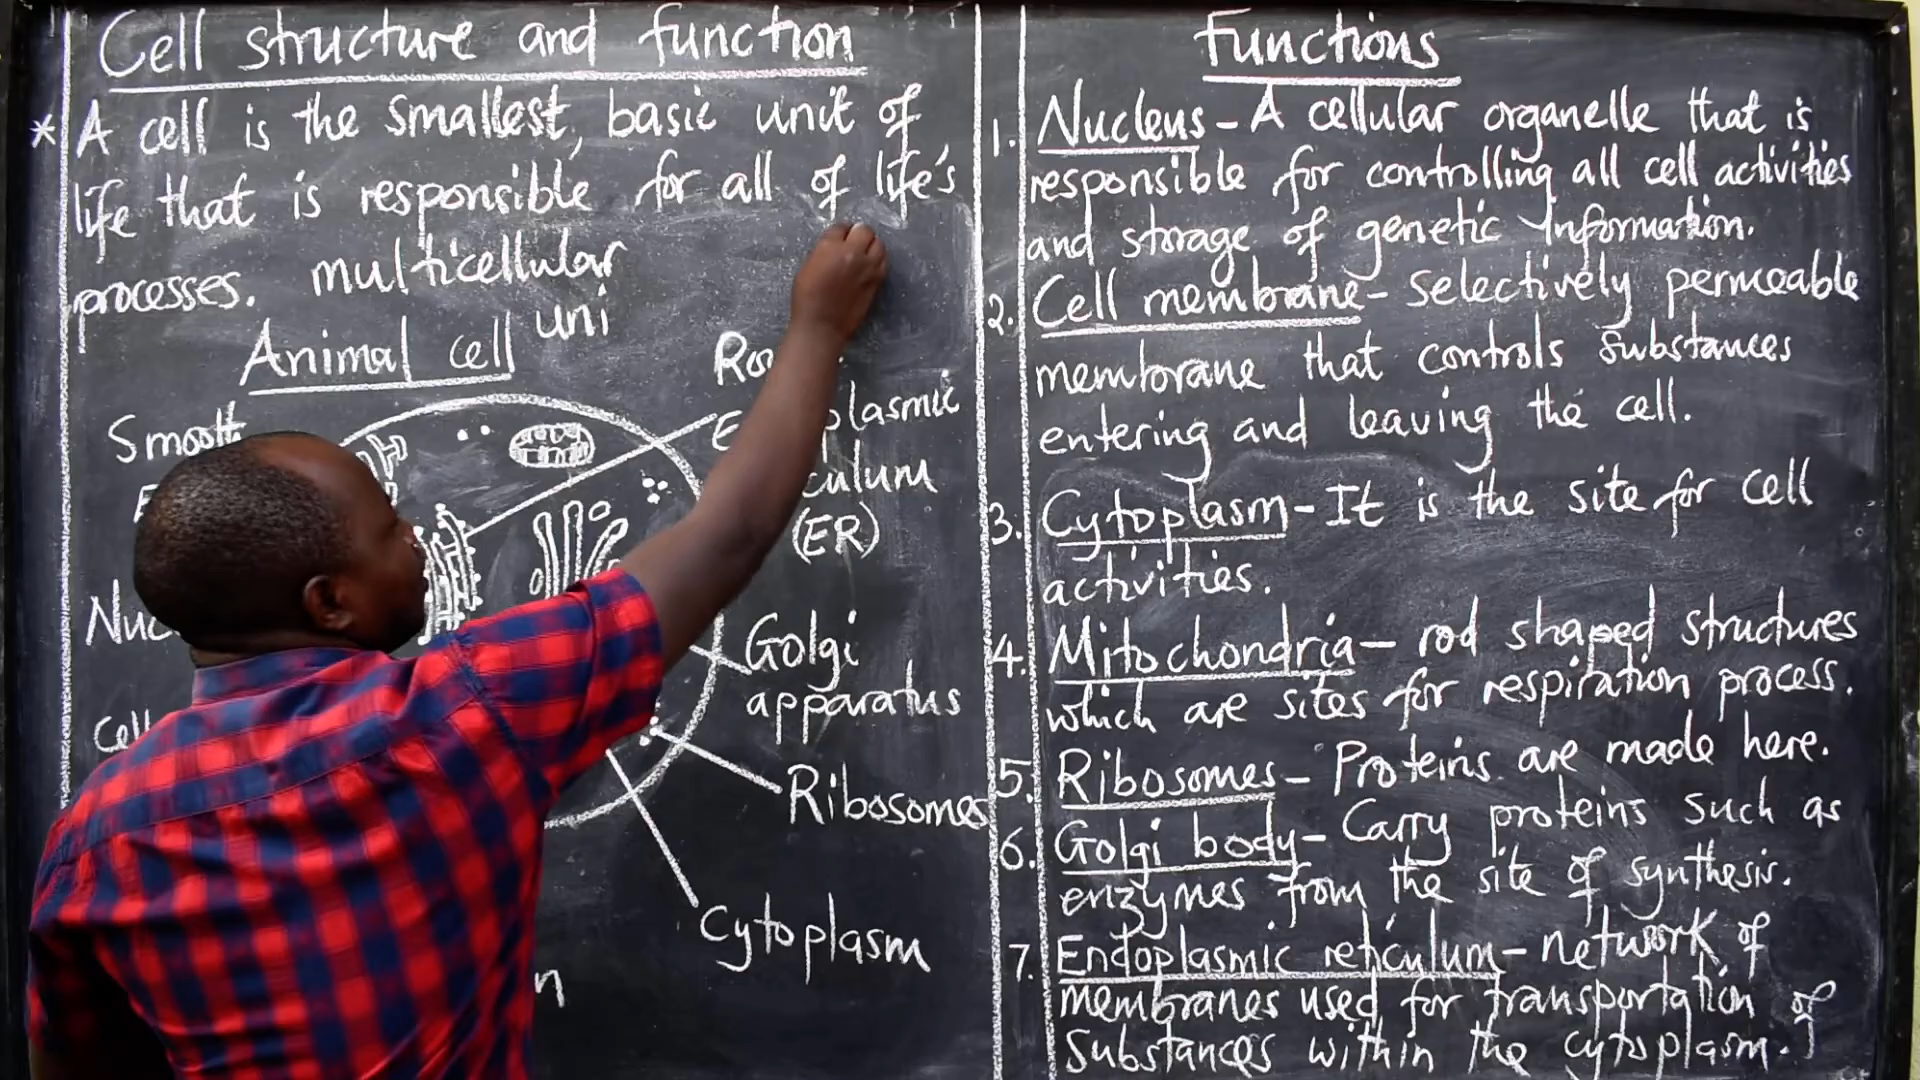 Cell structure and function
* A cell is the smallest, basic unit of
life that is responsible for all of life's
processes. multicellular
uni
Animal cell
Smooth
(ER)
Golgi
apparatus
Ribosomes
Cytoplasm
Functions
1. Nucleus - A cellular organelle that is
responsible for controlling all cell activities
and storage of genetic information.
2. Cell membrane - Selectively permeable
membrane that controls substances
entering and leaving the cell.
3. Cytoplasm - It is the site for cell
activities.
4. Mitochondria - rod shaped structures
which are sites for respiration process.
5. Ribosomes - Proteins are made here.
6. Golgi body - Carry proteins such as
enzymes from the site of synthesis.
7. Endoplasmic reticulum - network of
membranes used for transportation of
substances within the cytoplasm.